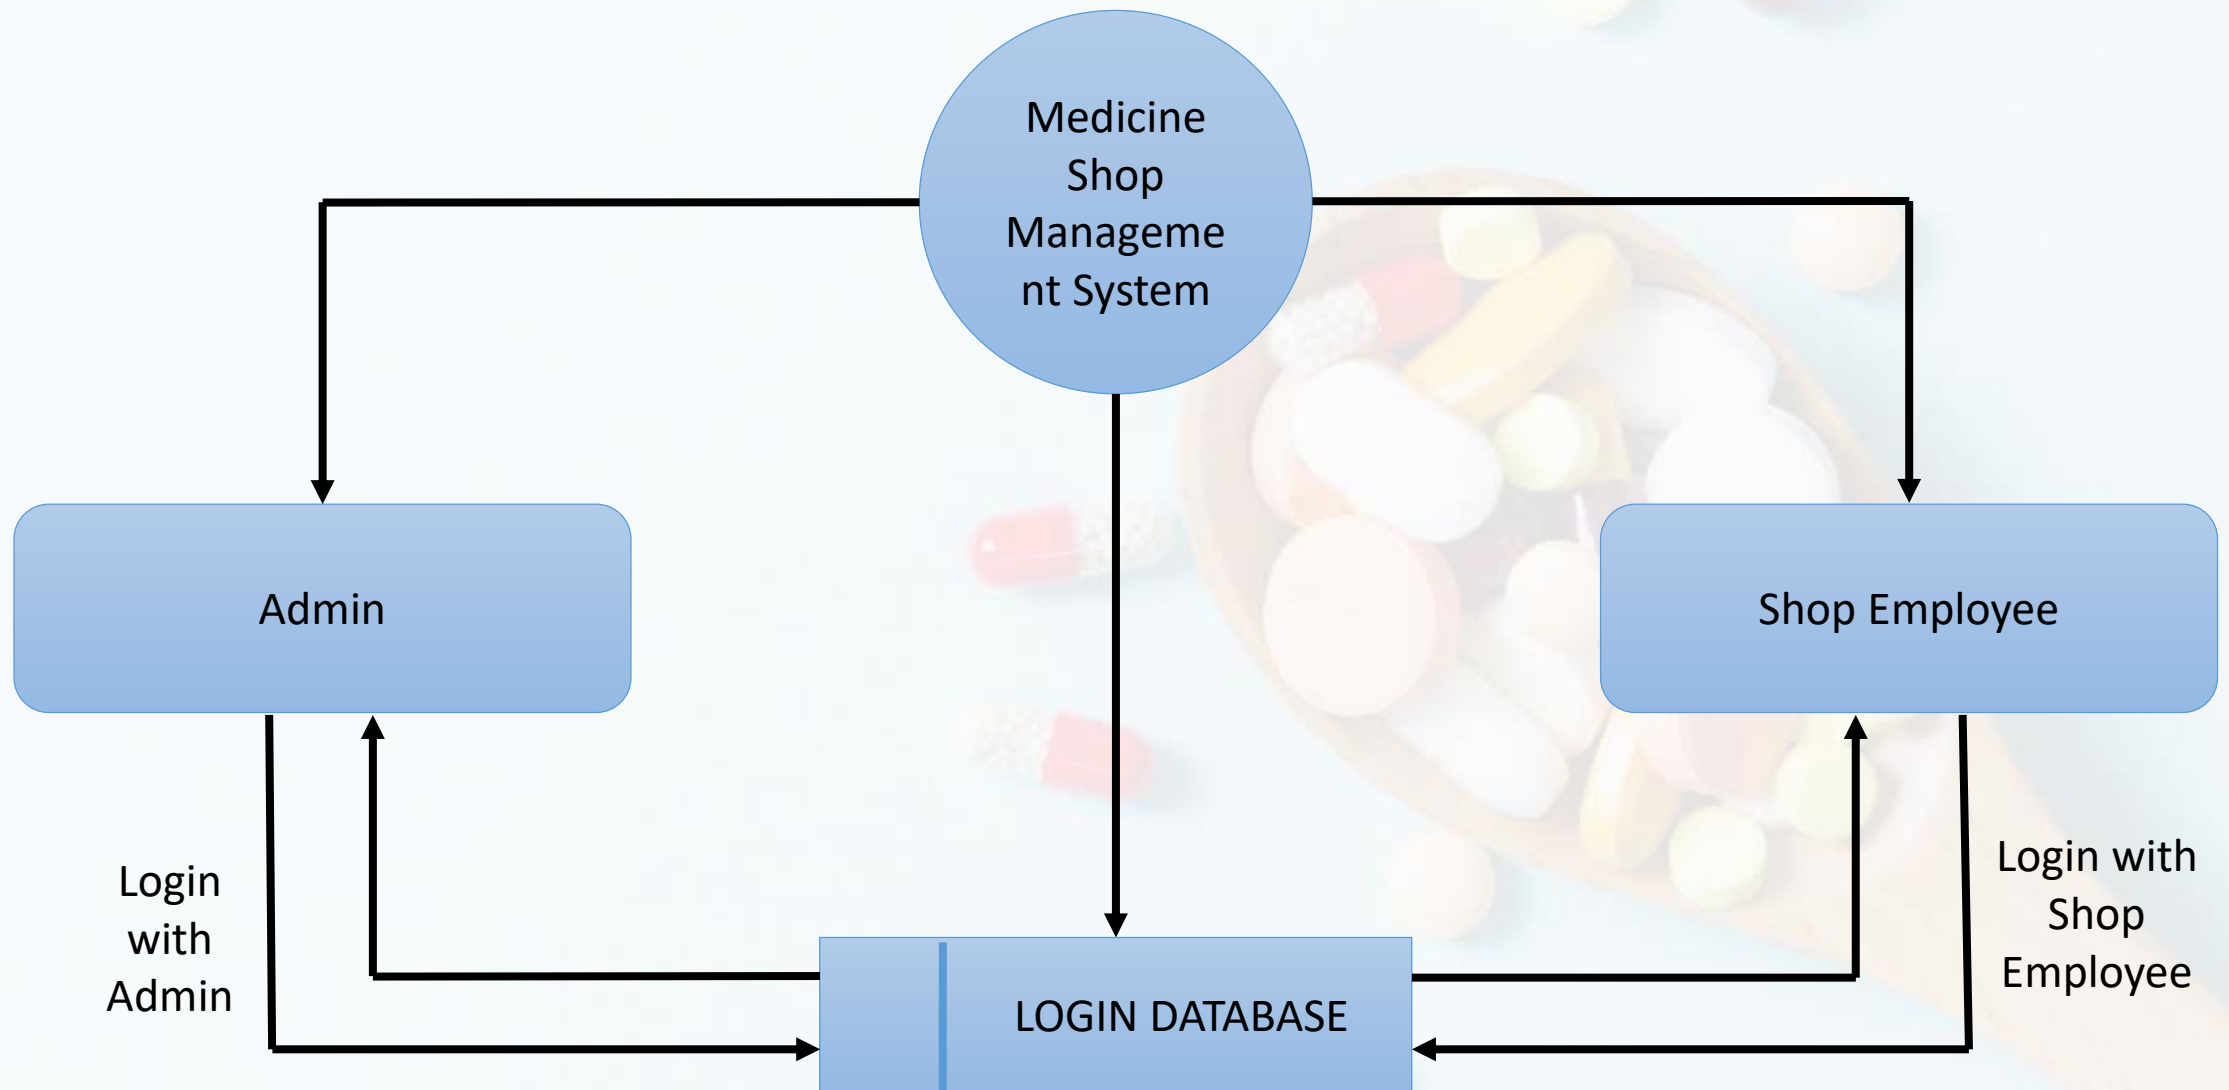 Medicine
Shop
Manageme
nt System
Admin
Shop Employee
Login
with
Admin
Login with
Shop
Employee
LOGIN DATABASE